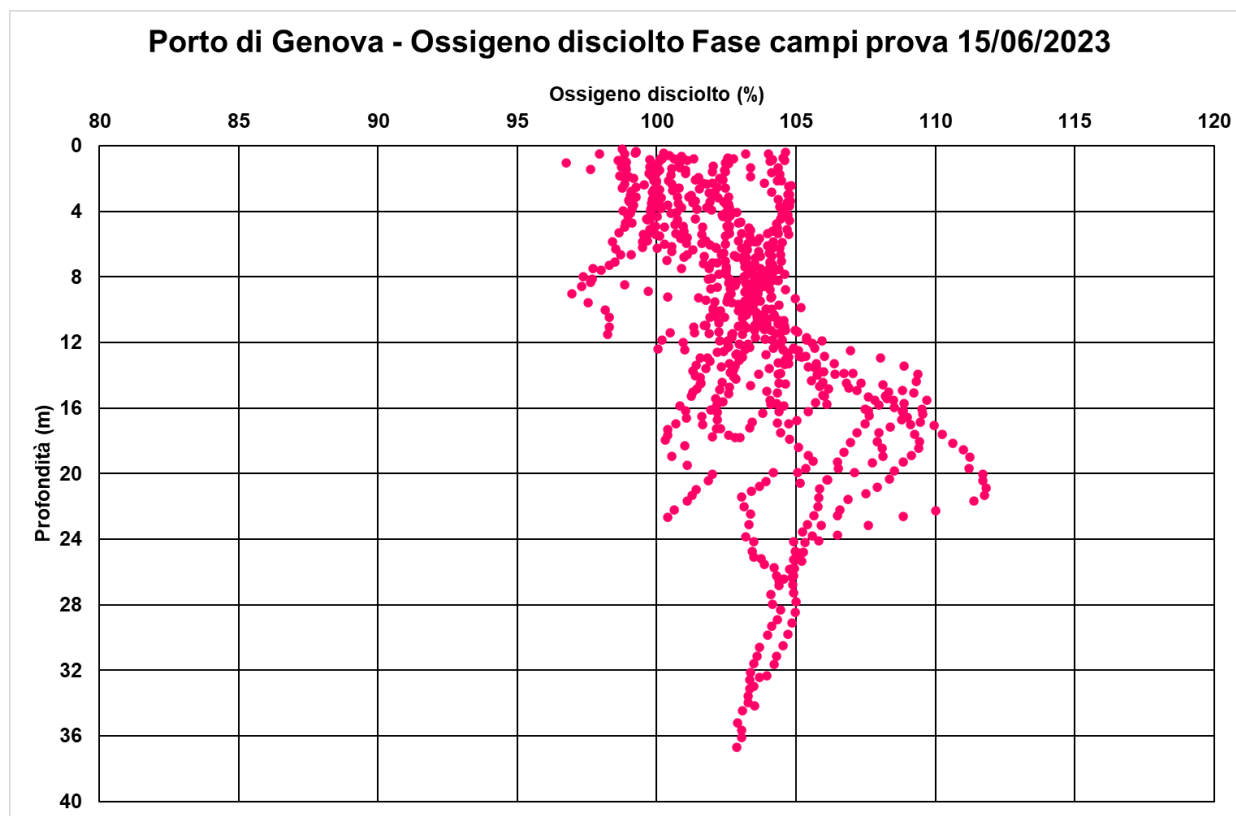 Porto di Genova - Ossigeno disciolto Fase campi prova 15/06/2023
Ossigeno disciolto (%)
80 85 90 95 100 105 110 115 120
0
4
8
12
16
20
24
28
32
36
40
Profondità (m)